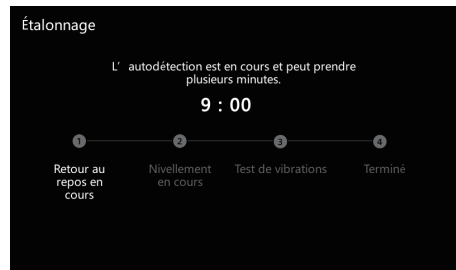 Étalonnage
L’ autodétection est en cours et peut prendre
plusieurs minutes.
9 : 00
1 2 3 4
Retour au Nivellement Test de vibrations Terminé
repos en en cours
cours